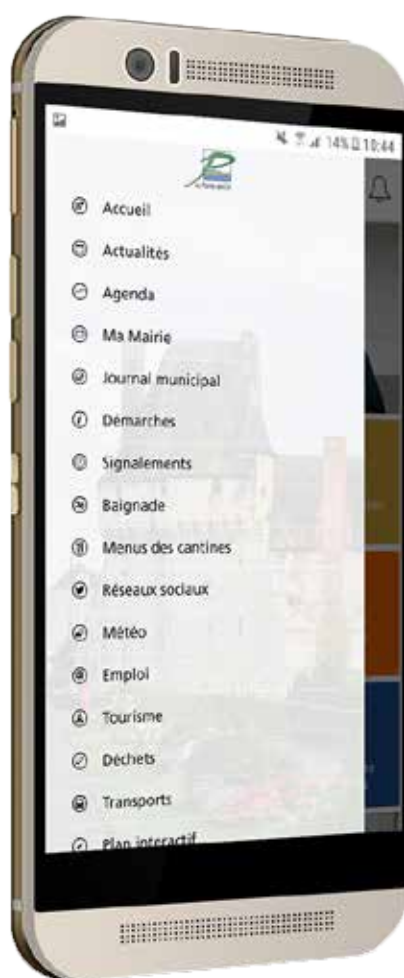 14% 10:44
Accueil
Actualités
Agenda
Ma Mairie
Journal municipal
Démarches
Signalements
Baignade
Menus des cantines
Réseaux sociaux
Météo
Emploi
Tourisme
Déchets
Transports
Plan interactif